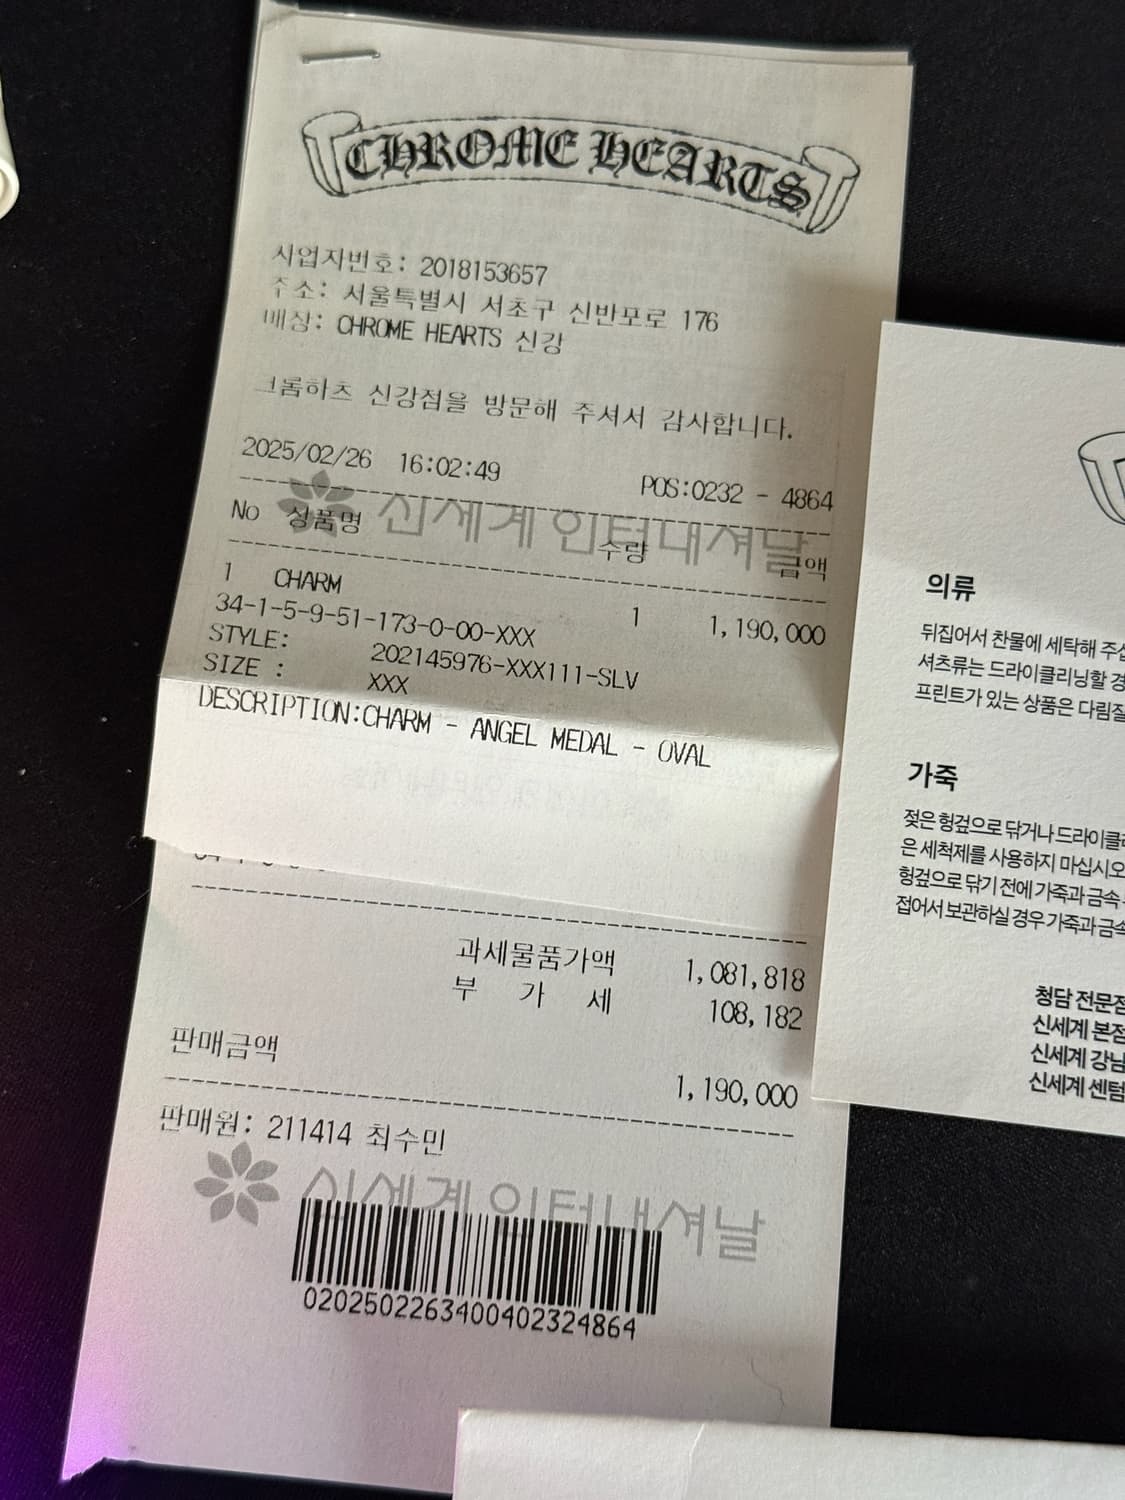 CHROME HEARTS
사업자번호: 2018153657
주소: 서울특별시 서초구 신반포로 176
매장: CHROME HEARTS 신강
크롬하츠 신강점을 방문해 주셔서 감사합니다.
2025/02/26 16:02:49 POS:0232 - 4864
신세계인터내셔날
No 상품명 수량 금액
1 CHARM 1 1,190,000
34-1-5-9-51-173-0-00-XXX
STYLE: 202145976-XXX111-SLV
SIZE : XXX
DESCRIPTION:CHARM - ANGEL MEDAL - OVAL
과세물품가액 1,081,818
부 가 세 108,182
판매금액 1,190,000
판매원: 211414 최수민
신세계인터내셔날
0202502263400402324864
의류
뒤집어서 찬물에 세탁해 주십
셔츠류는 드라이클리닝할 경
프린트가 있는 상품은 다림질
가죽
젖은 헝겊으로 닦거나 드라이클리
은 세척제를 사용하지 마십시오
헝겊으로 닦기 전에 가죽과 금속
접어서 보관하실 경우 가죽과 금속
청담 전문점
신세계 본점
신세계 강남
신세계 센텀